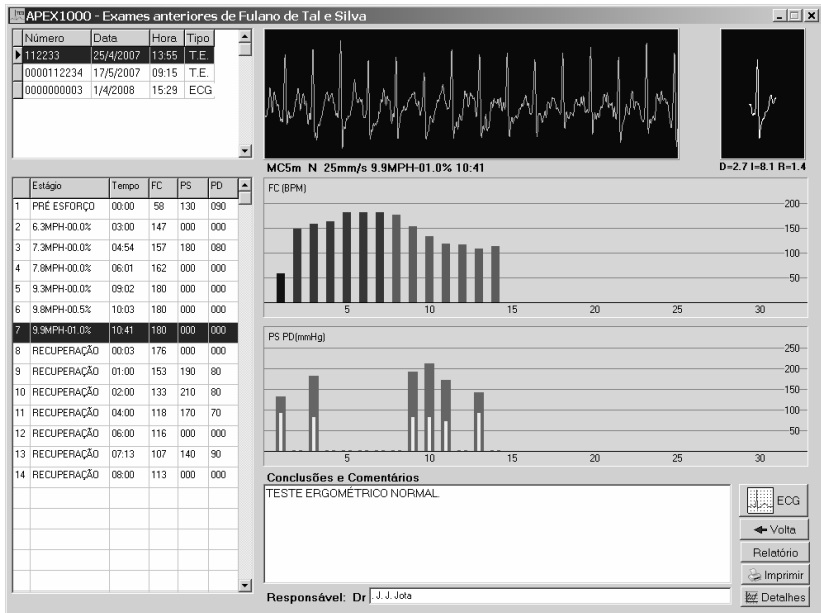 APEX1000 - Exames anteriores de Fulano de Tal e Silva
Número Data Hora Tipo
112233 25/4/2007 13:55 T.E.
0000112234 17/5/2007 09:15 T.E.
0000000003 1/4/2008 15:29 ECG
MC5m N 25mm/s 9.9MPH-01.0% 10:41
D=2.7 I=8.1 R=1.4
Estágio Tempo FC PS PD
1 PRÉ ESFORÇO 00:00 58 130 090
2 6.3MPH-00.0% 03:00 147 000 000
3 7.3MPH-00.0% 04:54 157 180 080
4 7.8MPH-00.0% 06:01 162 000 000
5 9.3MPH-00.0% 09:02 180 000 000
6 9.8MPH-00.5% 10:03 180 000 000
7 9.9MPH-01.0% 10:41 180 000 000
8 RECUPERAÇÃO 00:03 176 000 000
9 RECUPERAÇÃO 01:00 153 190 80
10 RECUPERAÇÃO 02:00 133 210 80
11 RECUPERAÇÃO 04:00 118 170 70
12 RECUPERAÇÃO 06:00 116 000 000
13 RECUPERAÇÃO 07:13 107 140 90
14 RECUPERAÇÃO 08:00 113 000 000
FC (BPM)
200
150
100
50
5 10 15 20 25 30
PS PD(mmHg)
250
200
150
100
50
5 10 15 20 25 30
Conclusões e Comentários
TESTE ERGOMÉTRICO NORMAL.
ECG
Volta
Relatório
Imprimir
Detalhes
Responsável: Dr . J. J. Jota